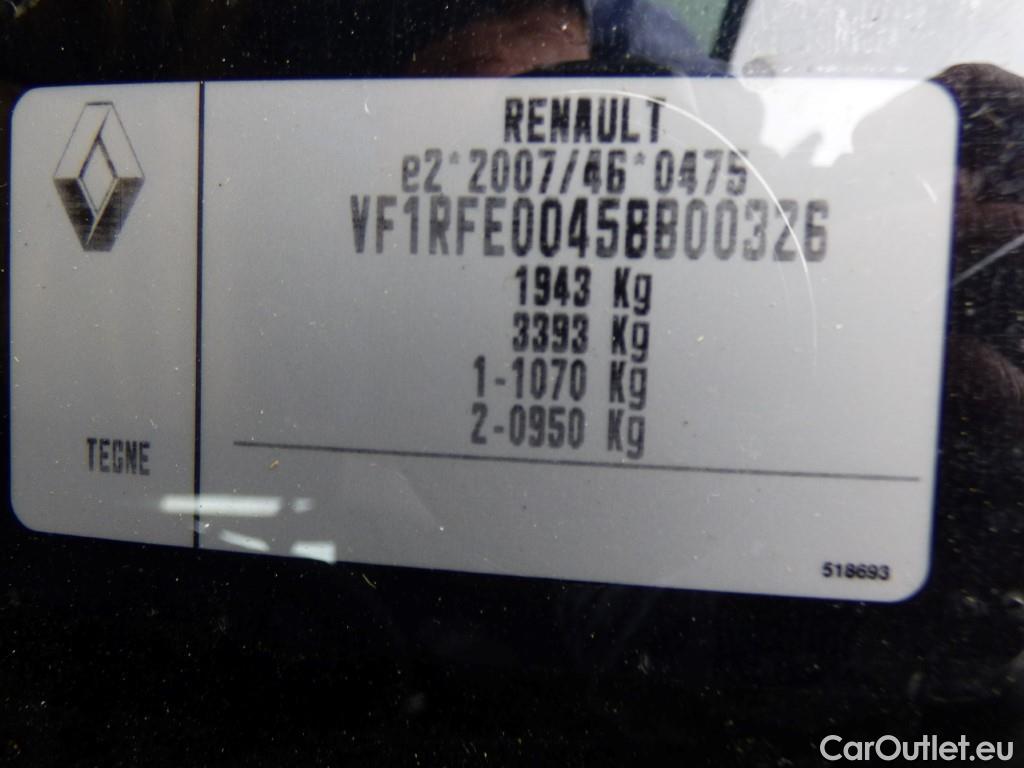 RENAULT
e2*2007/46*0475
VF1RFE00458B00326
1943 Kg
3393 Kg
1-1070 Kg
2-0950 Kg
TEGNE
518693
CarOutlet.eu